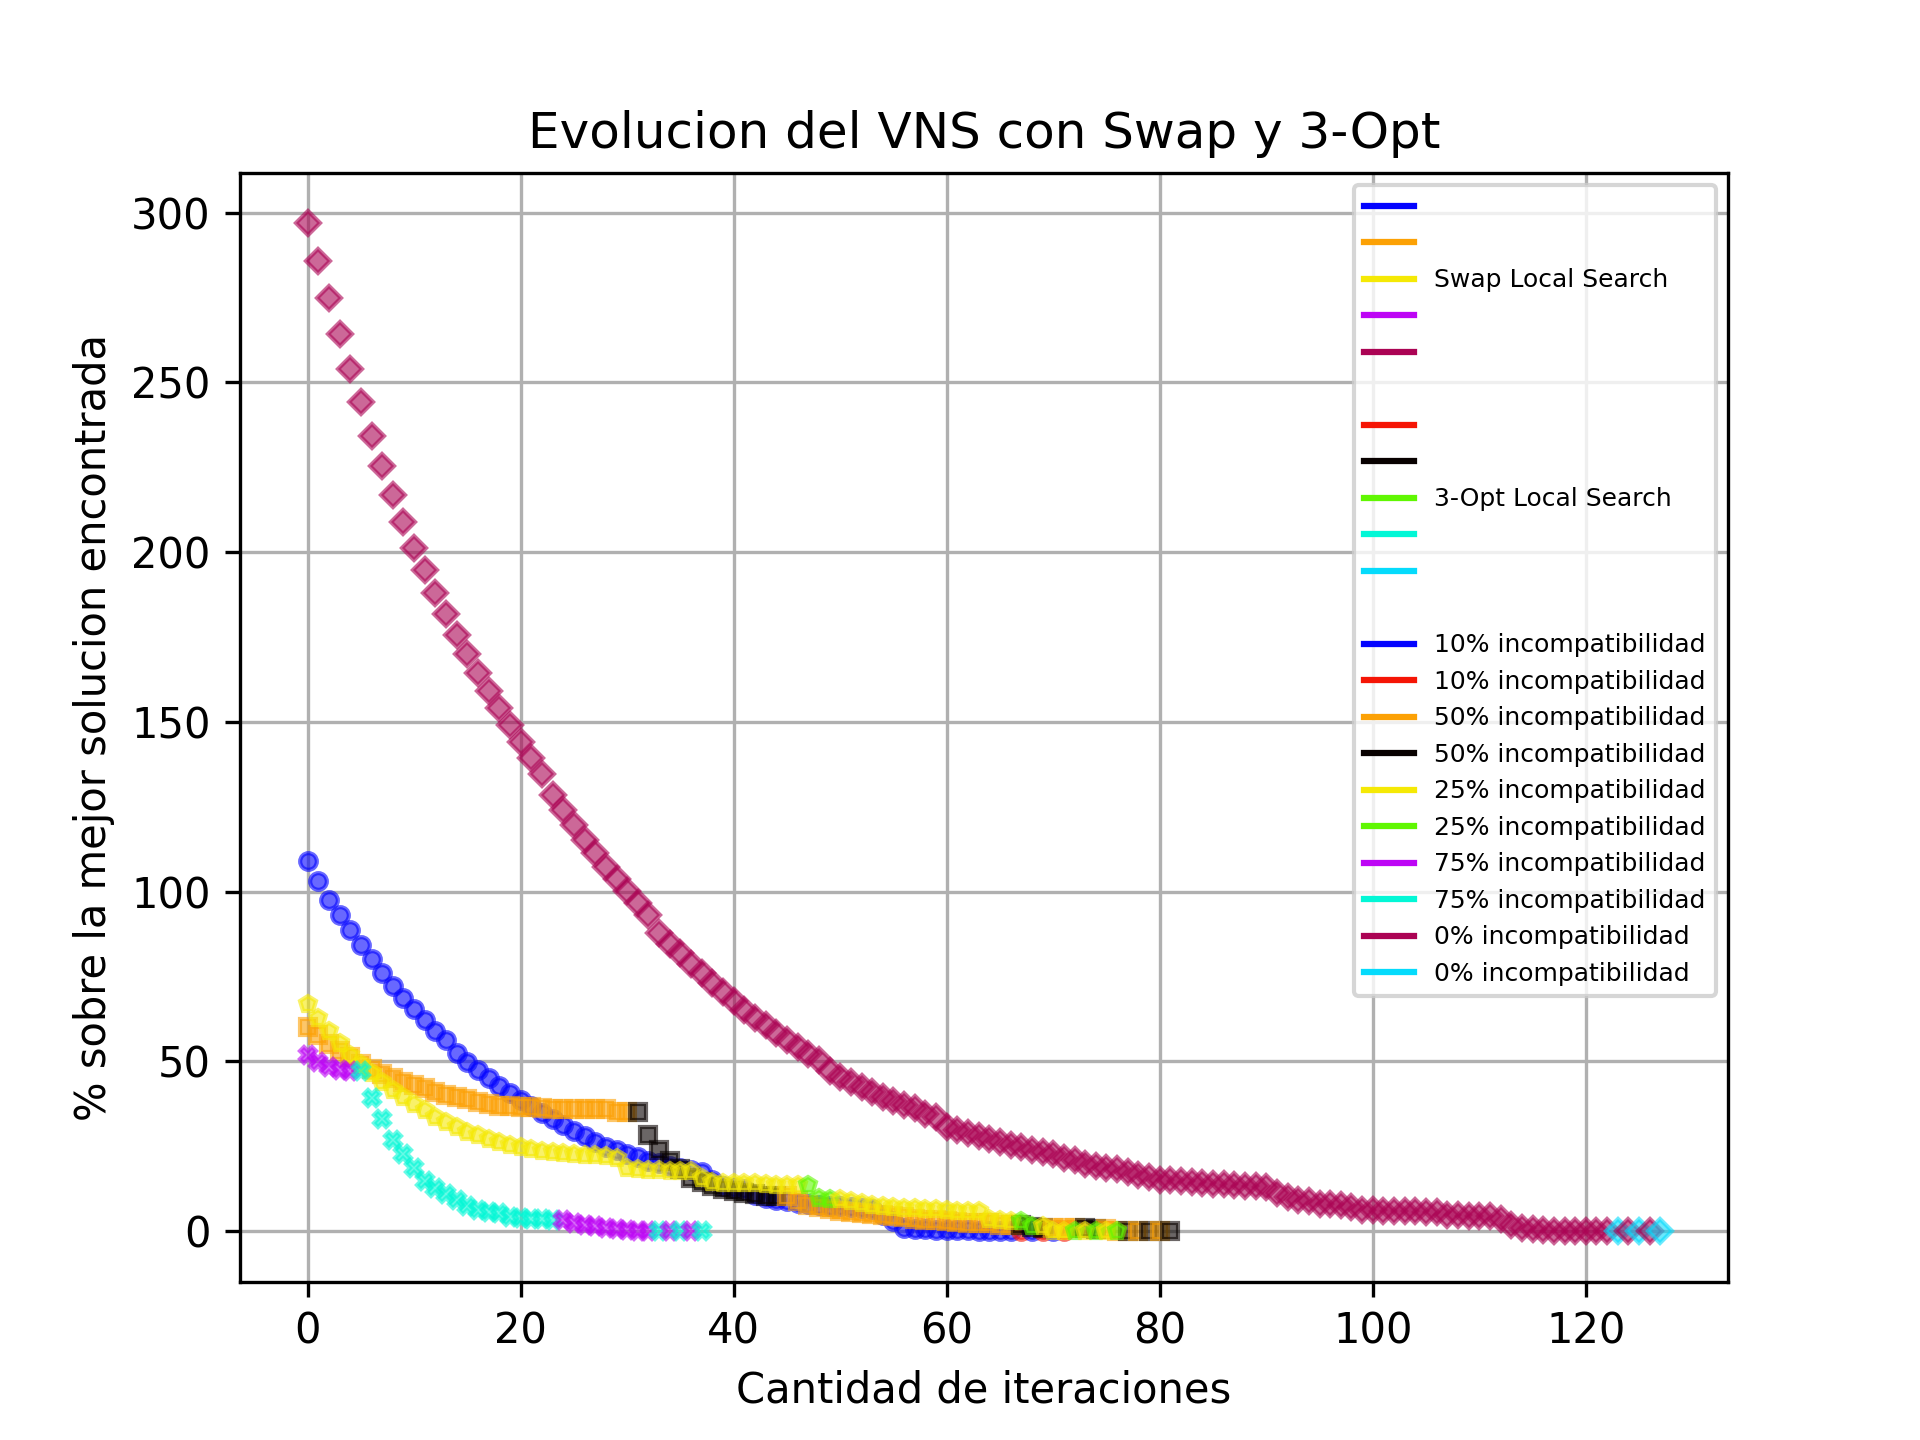 Evolucion del VNS con Swap y 3-Opt
% sobre la mejor solucion encontrada
300
250
200
150
100
50
0
0 20 40 60 80 100 120
Cantidad de iteraciones
Swap Local Search
3-Opt Local Search
10% incompatibilidad
10% incompatibilidad
50% incompatibilidad
50% incompatibilidad
25% incompatibilidad
25% incompatibilidad
75% incompatibilidad
75% incompatibilidad
0% incompatibilidad
0% incompatibilidad